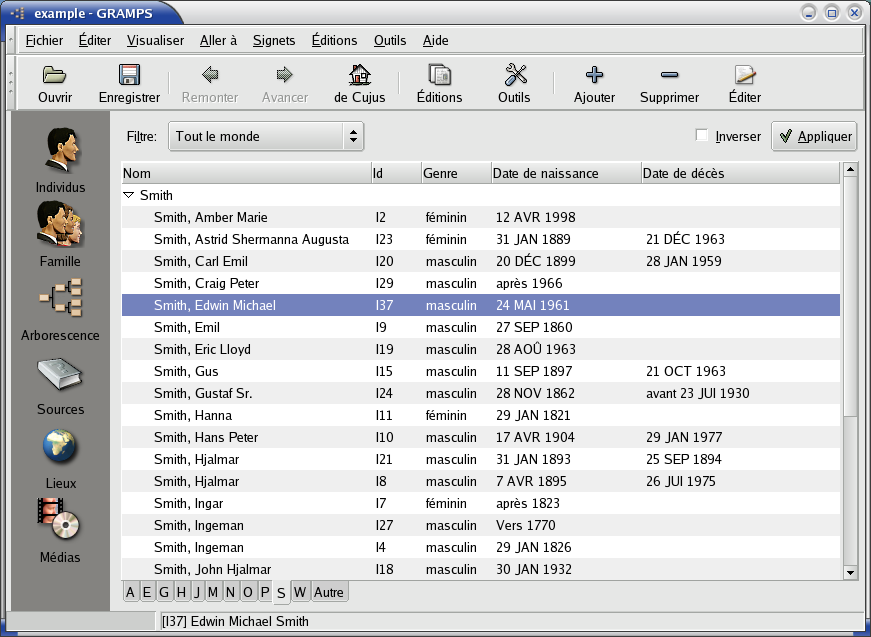 example - GRAMPS
Fichier Éditer Visualiser Aller à Signets Éditions Outils Aide
Ouvrir Enregistrer Remonter Avancer de Cujus Éditions Outils Ajouter Supprimer Éditer
Filtre: Tout le monde Inverser Appliquer
Individus
Famille
Arborescence
Sources
Lieux
Médias
Nom Id Genre Date de naissance Date de décès
Smith
Smith, Amber Marie I2 féminin 12 AVR 1998
Smith, Astrid Shermanna Augusta I23 féminin 31 JAN 1889 21 DÉC 1963
Smith, Carl Emil I20 masculin 20 DÉC 1899 28 JAN 1959
Smith, Craig Peter I29 masculin après 1966
Smith, Edwin Michael I37 masculin 24 MAI 1961
Smith, Emil I9 masculin 27 SEP 1860
Smith, Eric Lloyd I19 masculin 28 AOÛ 1963
Smith, Gus I15 masculin 11 SEP 1897 21 OCT 1963
Smith, Gustaf Sr. I24 masculin 28 NOV 1862 avant 23 JUI 1930
Smith, Hanna I11 féminin 29 JAN 1821
Smith, Hans Peter I10 masculin 17 AVR 1904 29 JAN 1977
Smith, Hjalmar I21 masculin 31 JAN 1893 25 SEP 1894
Smith, Hjalmar I8 masculin 7 AVR 1895 26 JUI 1975
Smith, Ingar I7 féminin après 1823
Smith, Ingeman I27 masculin Vers 1770
Smith, Ingeman I4 masculin 29 JAN 1826
Smith, John Hjalmar I18 masculin 30 JAN 1932
A E G H J M N O P S W Autre
[I37] Edwin Michael Smith